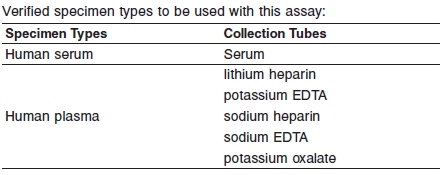 Verified specimen types to be used with this assay:
Specimen Types Collection Tubes
Human serum Serum
lithium heparin
potassium EDTA
Human plasma sodium heparin
sodium EDTA
potassium oxalate